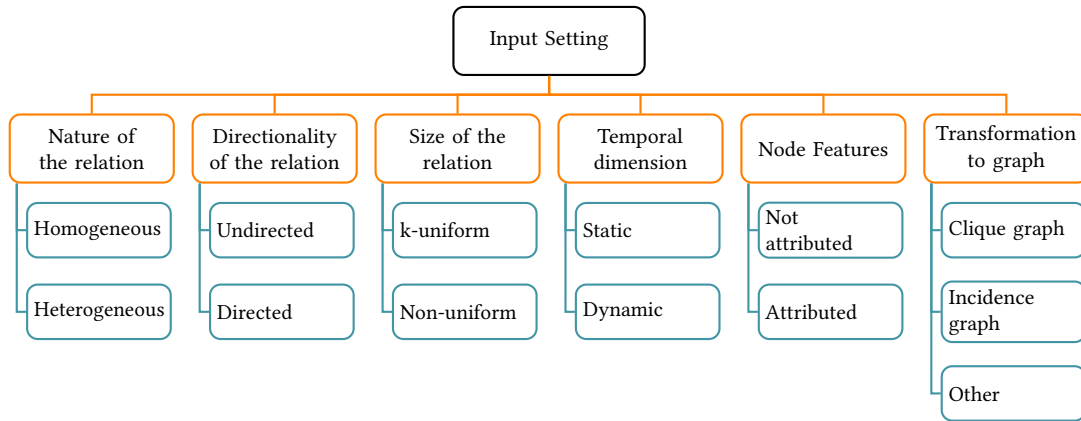 Input Setting
Nature of
the relation
Directionality
of the relation
Size of the
relation
Temporal
dimension
Node Features
Transformation
to graph
Homogeneous
Undirected
k-uniform
Static
Not
attributed
Clique graph
Heterogeneous
Directed
Non-uniform
Dynamic
Attributed
Incidence
graph
Other